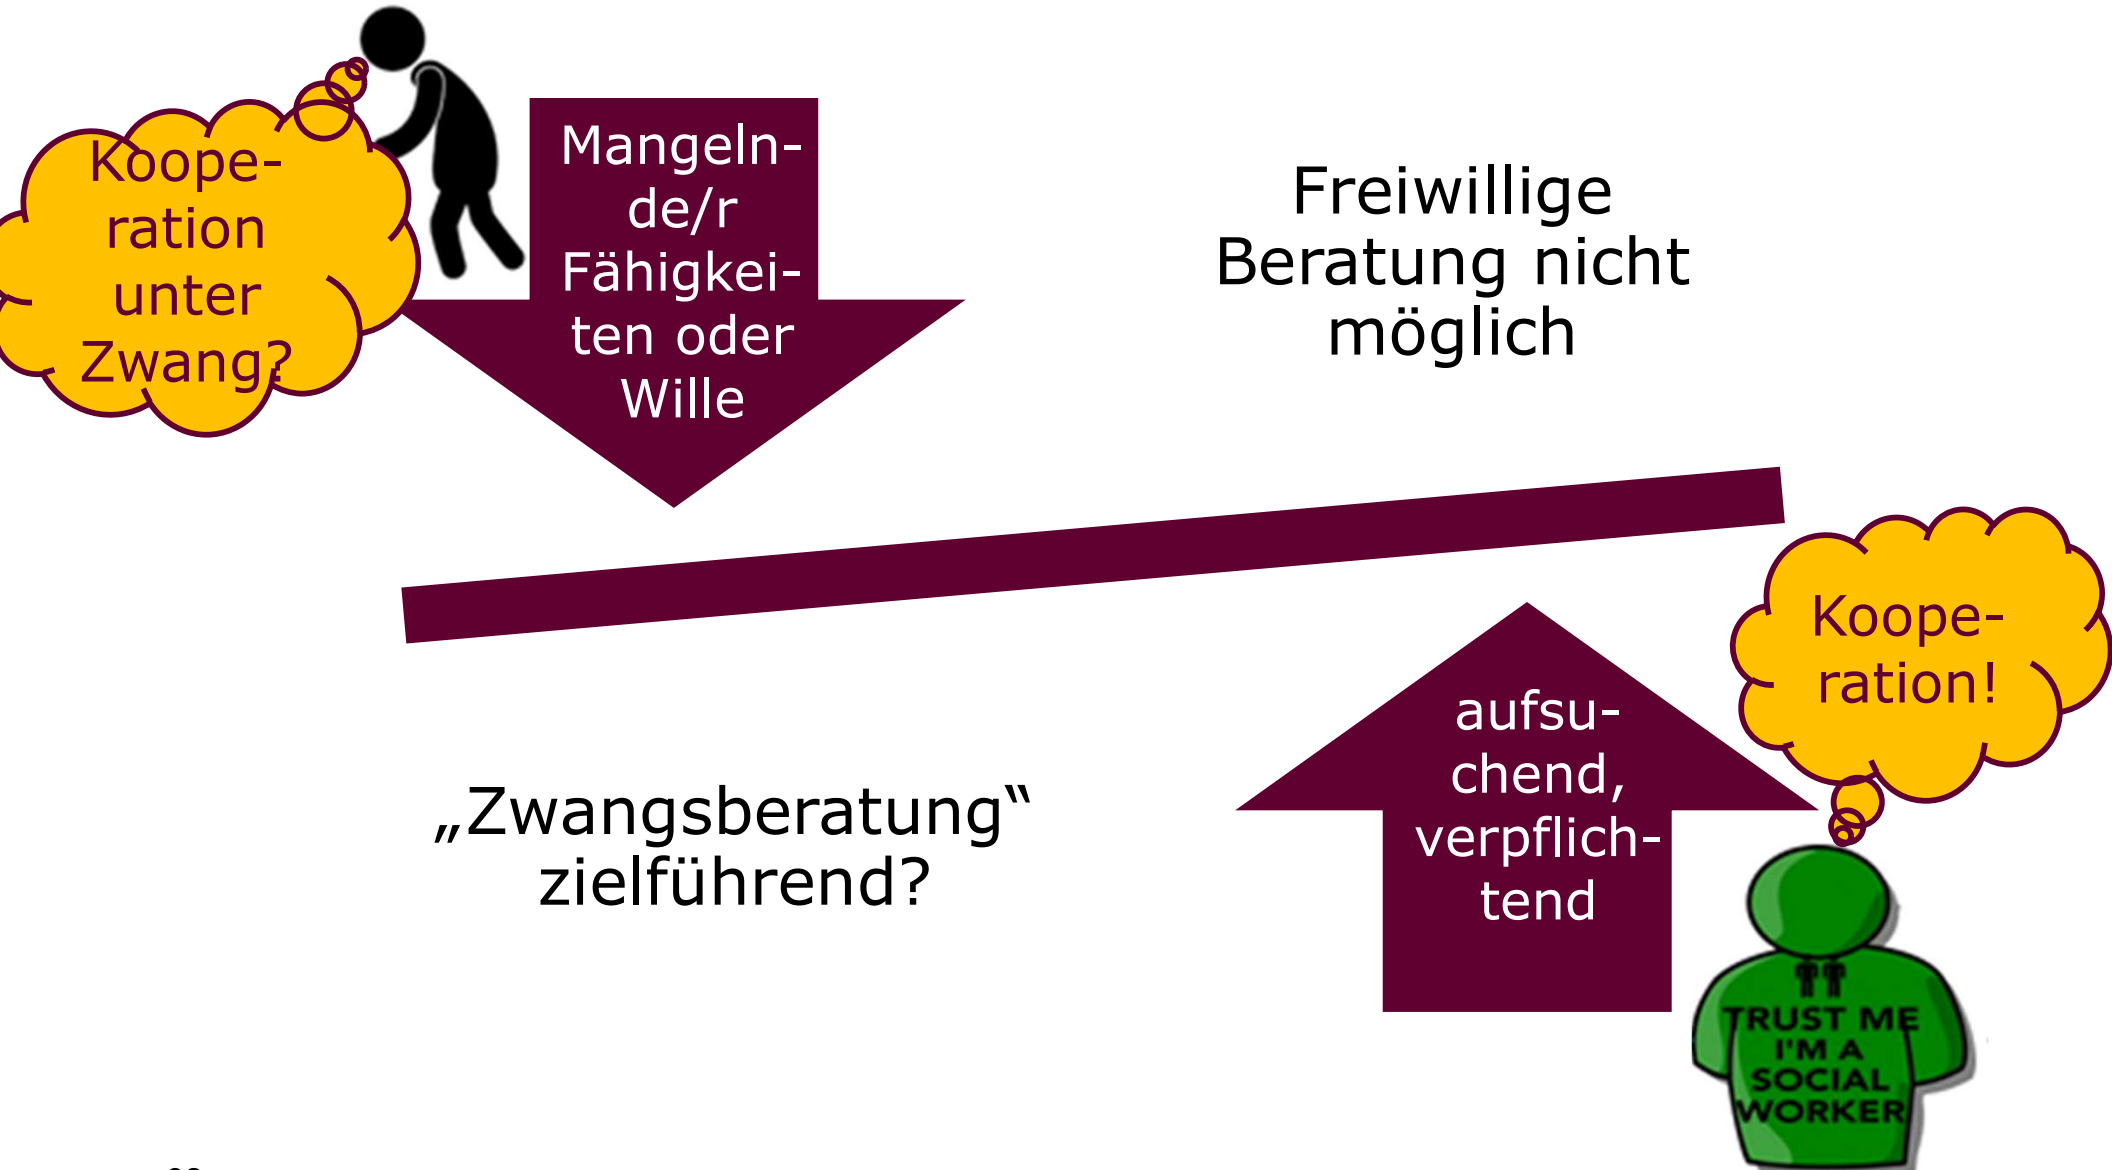 Koope-
ration
unter
Zwang?
Mangeln-
de/r
Fähigkei-
ten oder
Wille
Freiwillige
Beratung nicht
möglich
„Zwangsberatung“
zielführend?
aufsu-
chend,
verpflich-
tend
Koope-
ration!
TRUST ME
I'M A
SOCIAL
WORKER